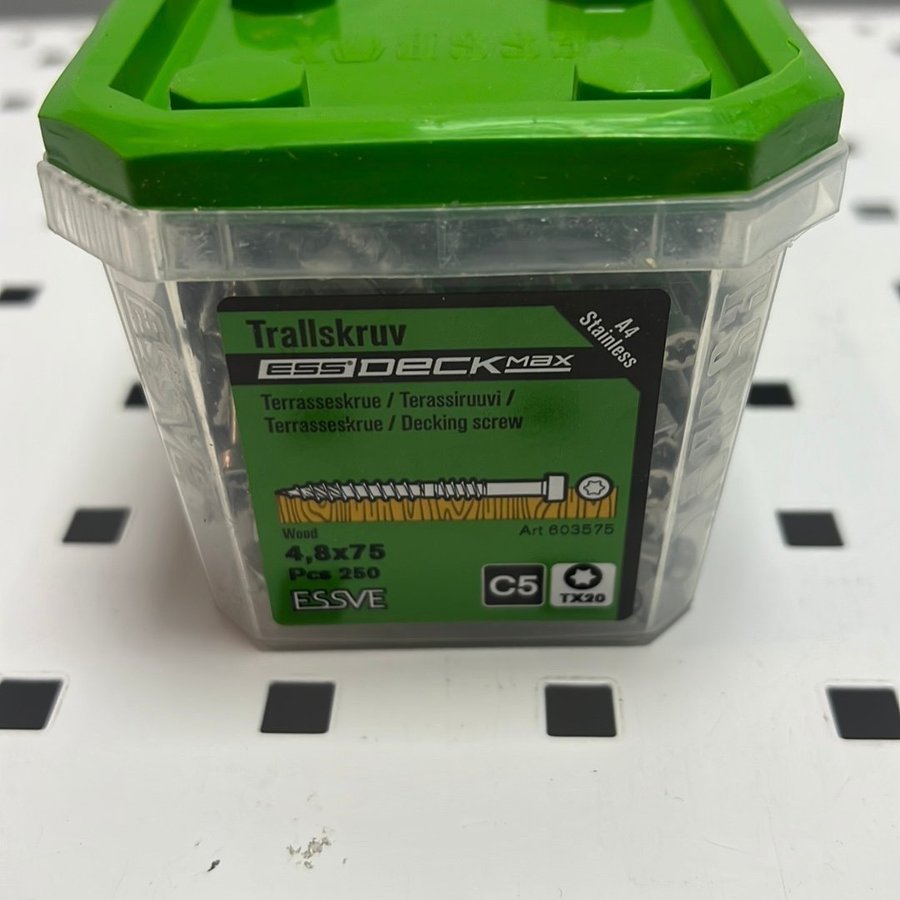 Trallskruv
A4
Stainless
ESS DECK MAX
Terrasseskrue / Terassiruuvi /
Terrasseskrue / Decking screw
Wood
Art 603575
4,8x75
Pcs 250
ESSVE
C5
TX20